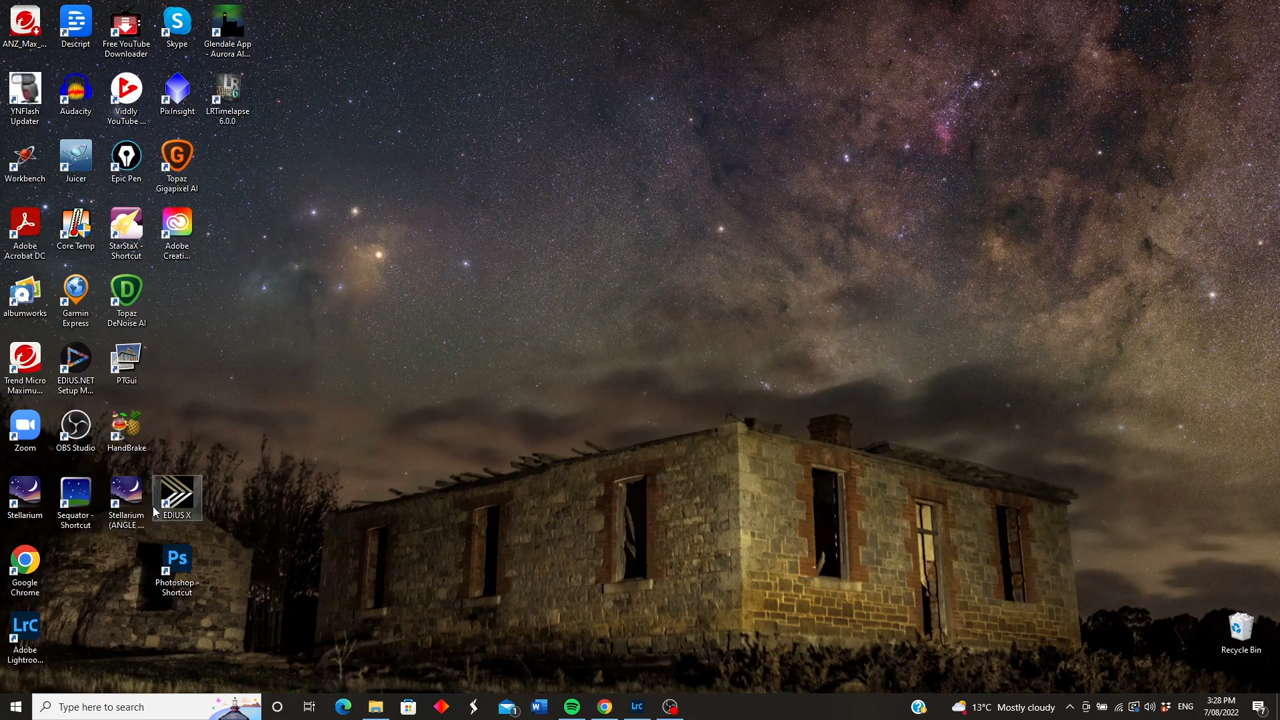 ANZ_Max_...
Descript
Free YouTube
Downloader
Skype
Glendale App
- Aurora Al...
YNFlash
Updater
Audacity
Viddly
YouTube ...
PixInsight
LRTimelapse
6.0.0
Workbench
Juicer
Epic Pen
Topaz
Gigapixel AI
Adobe
Acrobat DC
Core Temp
StarStaX -
Shortcut
Adobe
Creati...
albumworks
Garmin
Express
Topaz
DeNoise AI
Trend Micro
Maximu...
EDIUS.NET
Setup M...
PTGui
Zoom
OBS Studio
HandBrake
Stellarium
Sequator -
Shortcut
Stellarium
(ANGLE ...
EDIUS X
Google
Chrome
Ps
Photoshop -
Shortcut
LrC
Adobe
Lightroo...
Recycle Bin
Type here to search
LrC
13°C Mostly cloudy
ENG
3:28 PM
7/08/2022